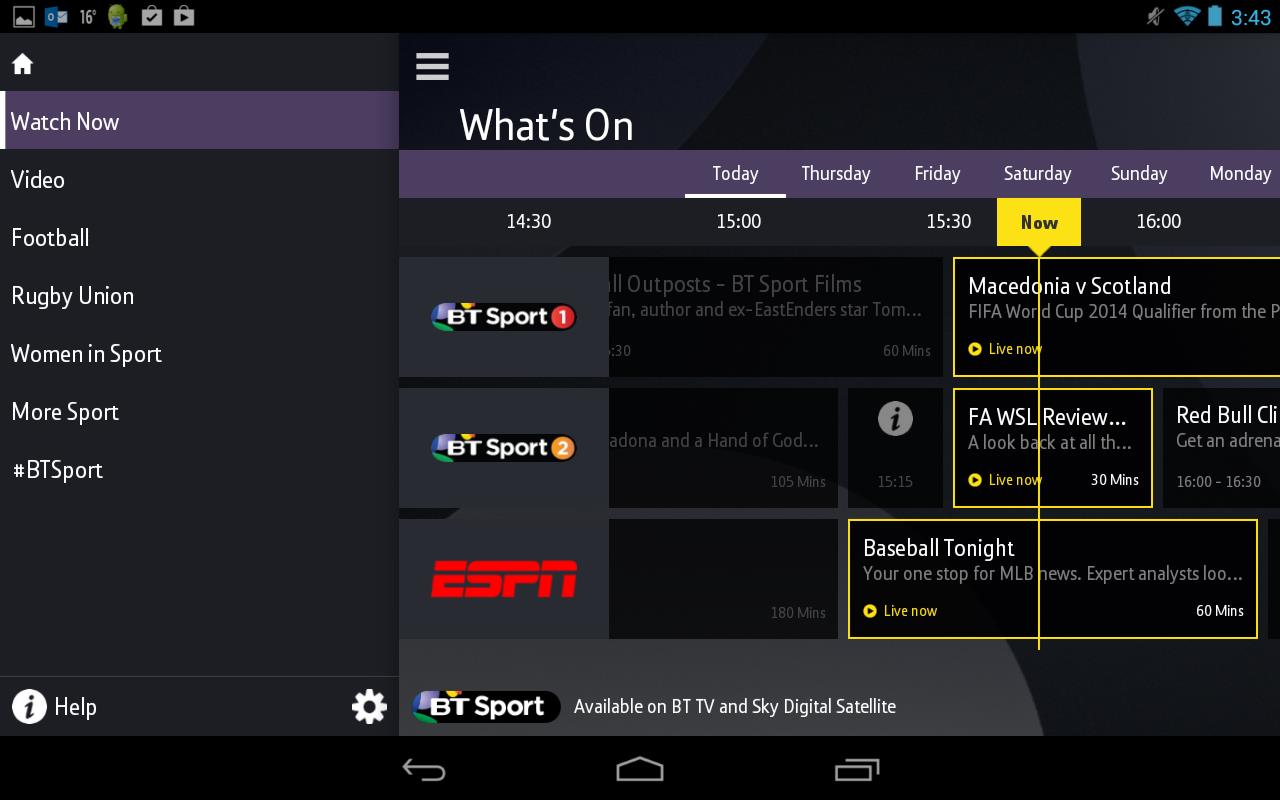 16°
3:43
Watch Now
Video
Football
Rugby Union
Women in Sport
More Sport
#BTSport
Help
What's On
Today Thursday Friday Saturday Sunday Monday
14:30 15:00 15:30 Now 16:00
BT Sport 1
ll Outposts - BT Sport Films
fan, author and ex-EastEnders star Tom...
:30 60 Mins
Macedonia v Scotland
FIFA World Cup 2014 Qualifier from the P
Live now
BT Sport 2
adona and a Hand of God...
105 Mins
15:15
FA WSL Review...
A look back at all th...
Live now 30 Mins
Red Bull Cli
Get an adrena
16:00 - 16:30
ESPN
180 Mins
Baseball Tonight
Your one stop for MLB news. Expert analysts loo...
Live now 60 Mins
BT Sport Available on BT TV and Sky Digital Satellite